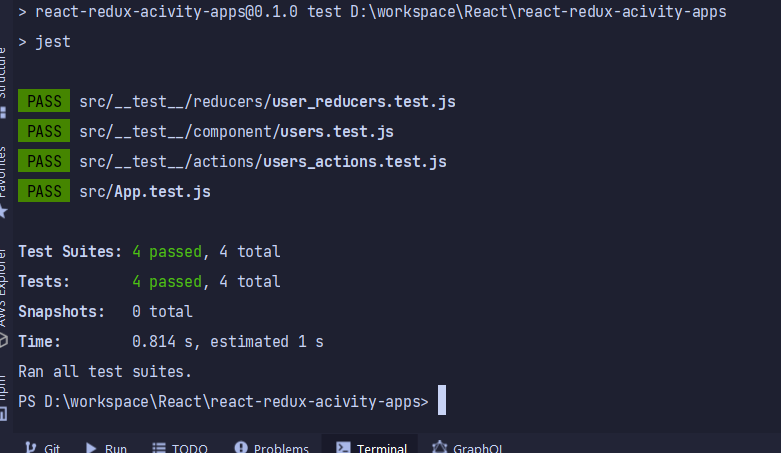 > react-redux-acivity-apps@0.1.0 test D:\workspace\React\react-redux-acivity-apps
> jest
PASS src/__test__/reducers/user_reducers.test.js
PASS src/__test__/component/users.test.js
PASS src/__test__/actions/users_actions.test.js
PASS src/App.test.js
Test Suites: 4 passed, 4 total
Tests: 4 passed, 4 total
Snapshots: 0 total
Time: 0.814 s, estimated 1 s
Ran all test suites.
PS D:\workspace\React\react-redux-acivity-apps>
Structure
Favorites
AWS Explorer
npm
Git Run TODO Problems Terminal GraphQL